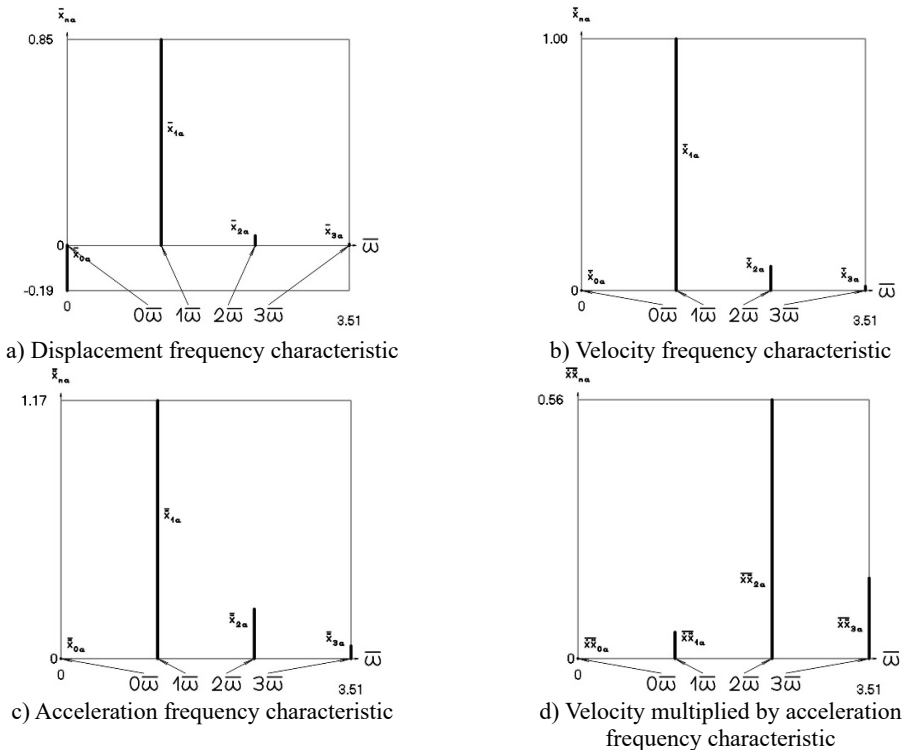 x̄ₙₐ
0.85
x̄₁ₐ
x̄₂ₐ
x̄₃ₐ
0
x̄₀ₐ
ω̄
-0.19
0
0ω̄ 1ω̄ 2ω̄ 3ω̄
3.51
a) Displacement frequency characteristic
ẋ̄ₙₐ
1.00
ẋ̄₁ₐ
ẋ̄₂ₐ
ẋ̄₃ₐ
ẋ̄₀ₐ
0
ω̄
0
0ω̄ 1ω̄ 2ω̄ 3ω̄
3.51
b) Velocity frequency characteristic
ẍ̄ₙₐ
1.17
ẍ̄₁ₐ
ẍ̄₂ₐ
ẍ̄₃ₐ
ẍ̄₀ₐ
0
ω̄
0
0ω̄ 1ω̄ 2ω̄ 3ω̄
3.51
c) Acceleration frequency characteristic
ẋ̄ẍ̄ₙₐ
0.56
ẋ̄ẍ̄₂ₐ
ẋ̄ẍ̄₃ₐ
ẋ̄ẍ̄₀ₐ
ẋ̄ẍ̄₁ₐ
0
ω̄
0
0ω̄ 1ω̄ 2ω̄ 3ω̄
3.51
d) Velocity multiplied by acceleration
frequency characteristic